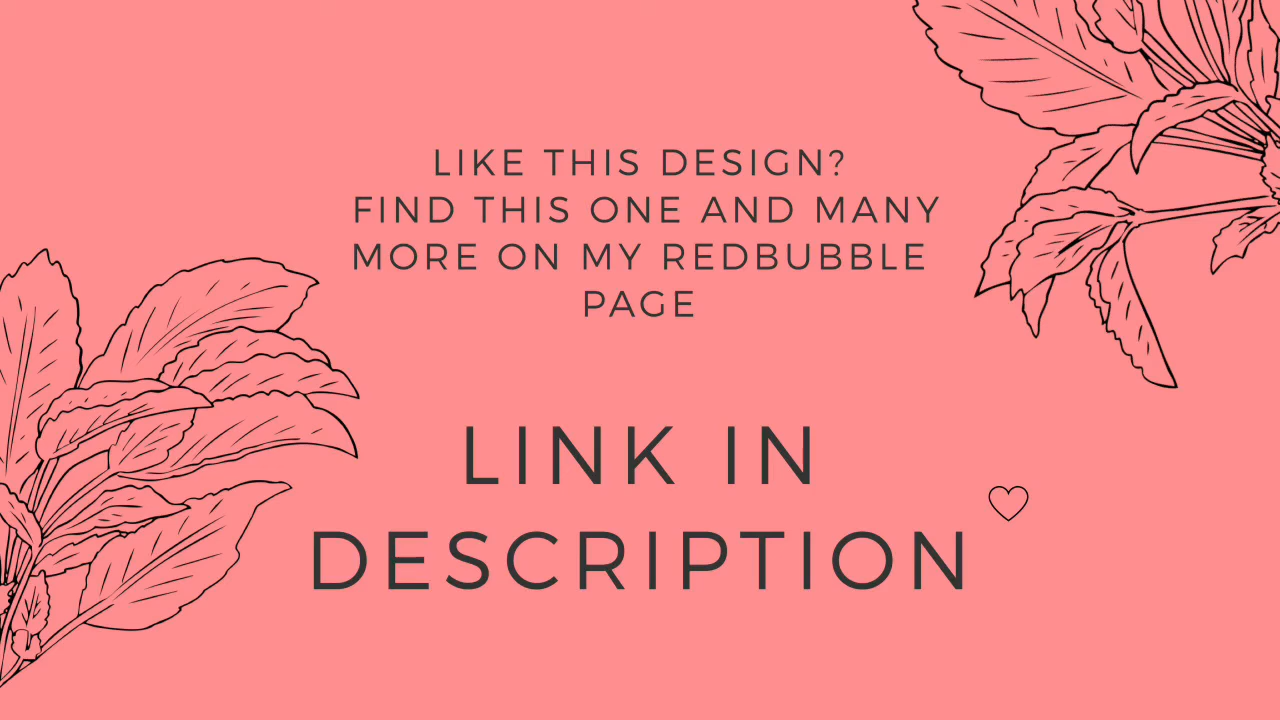 LIKE THIS DESIGN?
FIND THIS ONE AND MANY
MORE ON MY REDBUBBLE
PAGE
LINK IN
DESCRIPTION